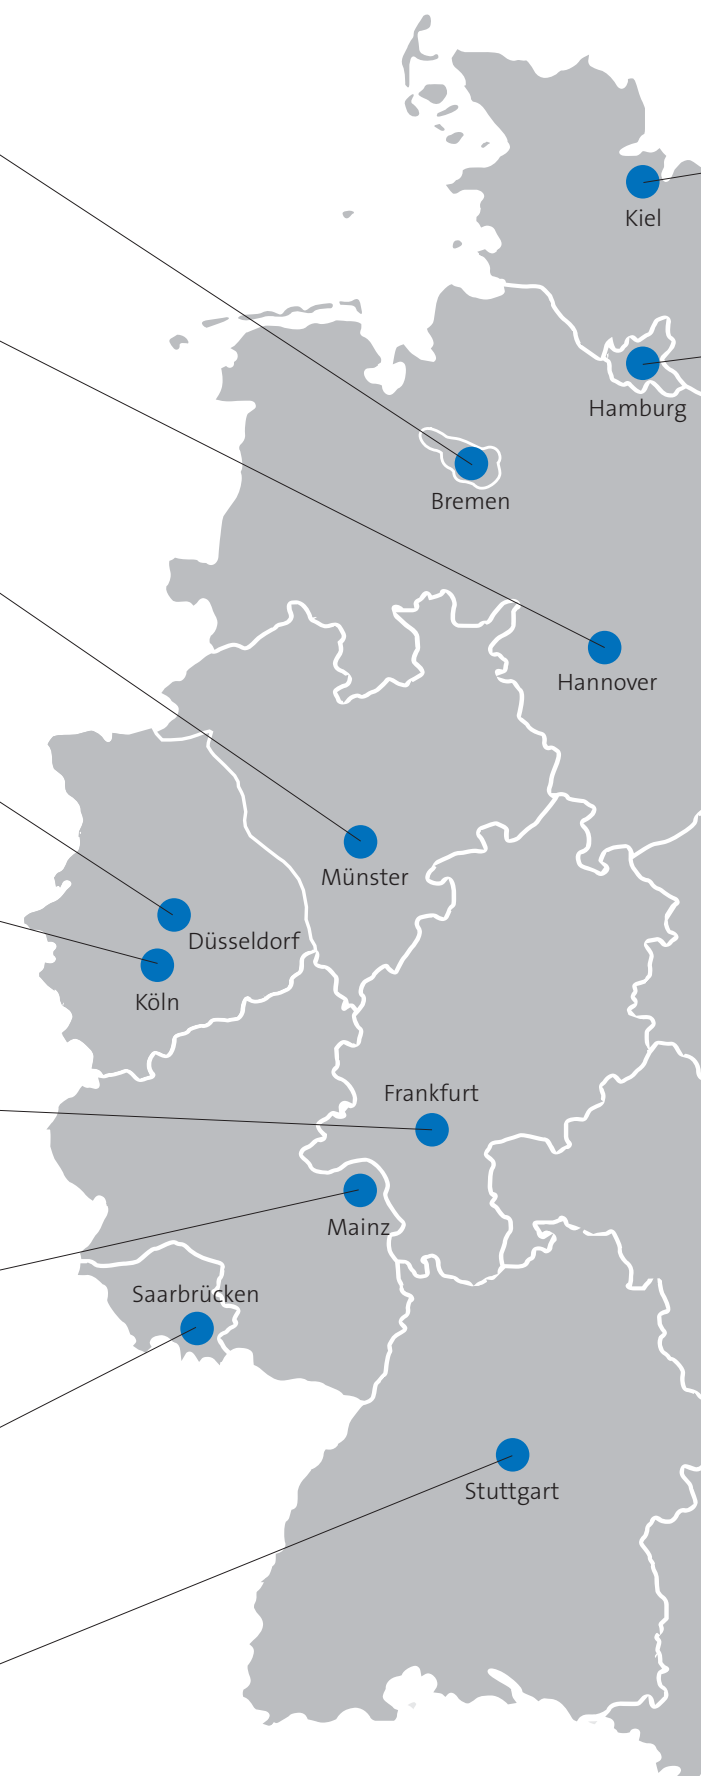 Kiel
Hamburg
Bremen
Hannover
Münster
Düsseldorf
Köln
Frankfurt
Mainz
Saarbrücken
Stuttgart